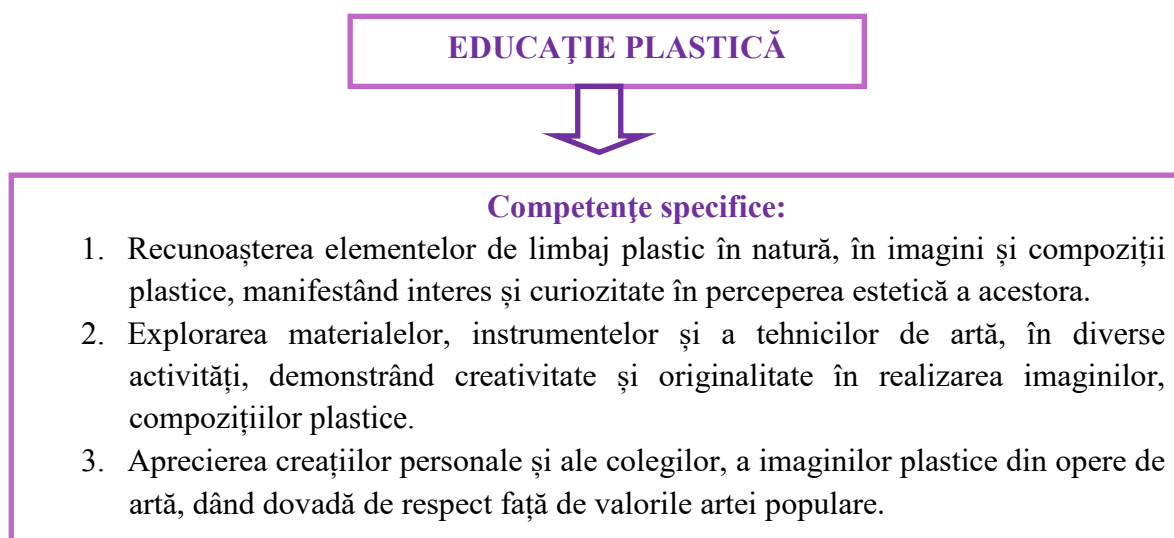 EDUCAŢIE PLASTICĂ
Competenţe specifice:
1. Recunoașterea elementelor de limbaj plastic în natură, în imagini și compoziții
plastice, manifestând interes și curiozitate în perceperea estetică a acestora.
2. Explorarea materialelor, instrumentelor și a tehnicilor de artă, în diverse
activități, demonstrând creativitate și originalitate în realizarea imaginilor,
compozițiilor plastice.
3. Aprecierea creațiilor personale și ale colegilor, a imaginilor plastice din opere de
artă, dând dovadă de respect față de valorile artei populare.